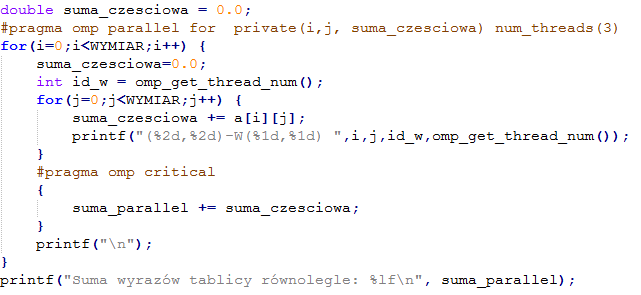 double suma_czesciowa = 0.0;
#pragma omp parallel for  private(i,j, suma_czesciowa) num_threads(3)
for(i=0;i<WYMIAR;i++) {
    suma_czesciowa=0.0;
    int id_w = omp_get_thread_num();
    for(j=0;j<WYMIAR;j++) {
        suma_czesciowa += a[i][j];
        printf("(%2d,%2d)-W(%1d,%1d) ",i,j,id_w,omp_get_thread_num());
    }
    #pragma omp critical
    {
        suma_parallel += suma_czesciowa;
    }
    printf("\n");
}
printf("Suma wyrazów tablicy równolegle: %lf\n", suma_parallel);